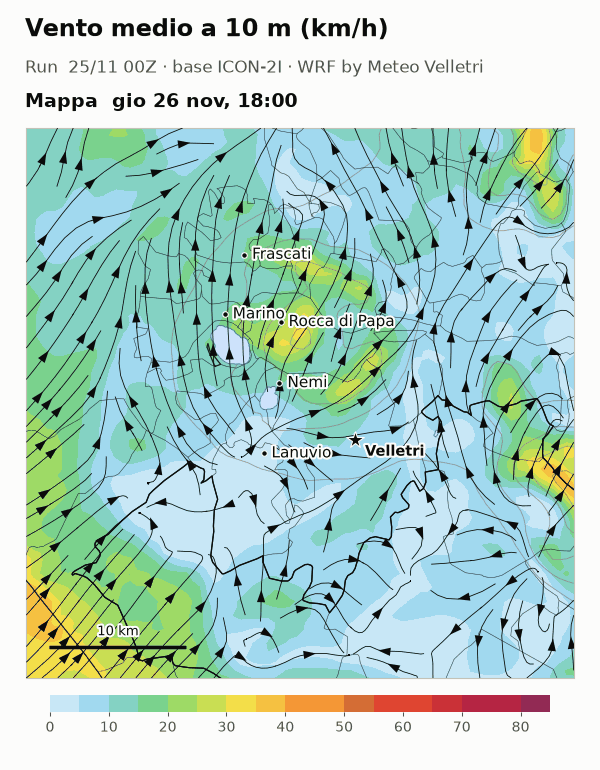 Vento medio a 10 m (km/h)
Run  25/11 00Z · base ICON-2I · WRF by Meteo Velletri
Mappa  gio 26 nov, 18:00
Frascati
Marino
Rocca di Papa
Nemi
Velletri
Lanuvio
10 km
0 10 20 30 40 50 60 70 80